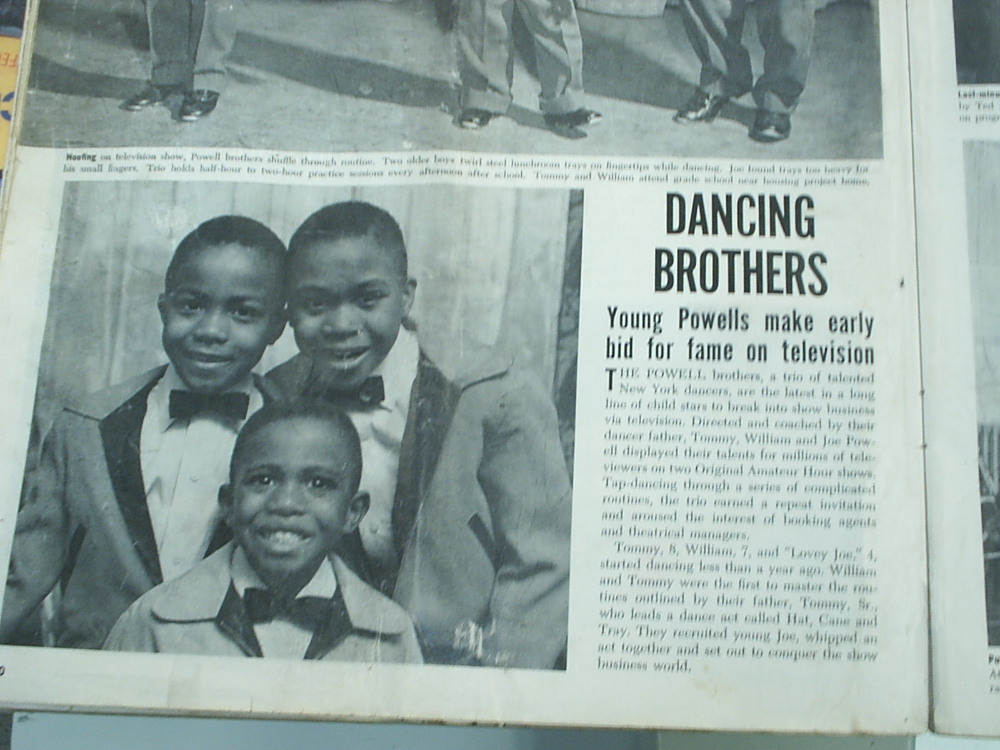 Hoofing on television show, Powell brothers shuffle through routine. Two older boys twirl steel lunchroom trays on fingertips while dancing. Joe found trays too heavy for
his small fingers. Trio holds half-hour to two-hour practice sessions every afternoon after school. Tommy and William attend grade school near housing project home.
DANCING
BROTHERS
Young Powells make early
bid for fame on television
THE POWELL brothers, a trio of talented
New York dancers, are the latest in a long
line of child stars to break into show business
via television. Directed and coached by their
dancer father, Tommy, William and Joe Pow-
ell displayed their talents for millions of tele-
viewers on two Original Amateur Hour shows.
Tap-dancing through a series of complicated
routines, the trio earned a repeat invitation
and aroused the interest of booking agents
and theatrical managers.
Tommy, 8, William, 7, and "Lovey Joe," 4,
started dancing less than a year ago. William
and Tommy were the first to master the rou-
tines outlined by their father, Tommy, Sr.,
who leads a dance act called Hat, Cane and
Tray. They recruited young Joe, whipped an
act together and set out to conquer the show
business world.
Last-minu
by Ted
on progr